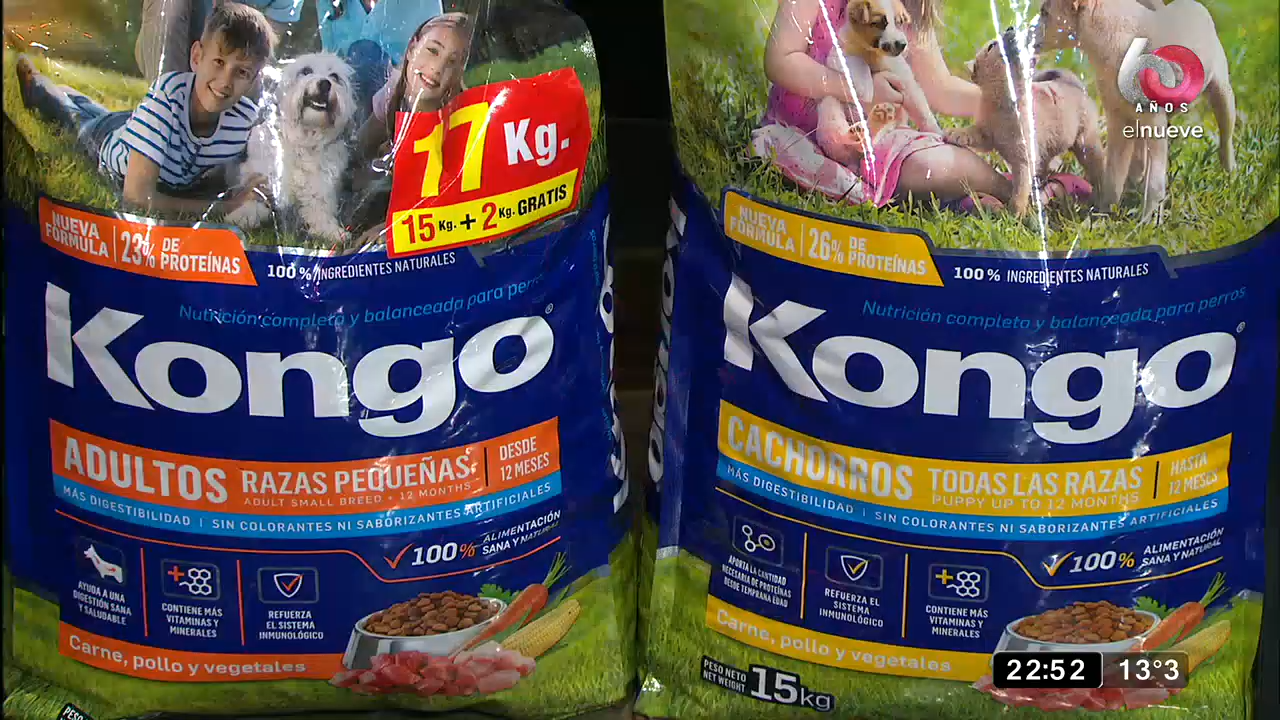 17 Kg.
15 Kg. + 2 Kg. GRATIS
NUEVA
FÓRMULA
23% DE
PROTEÍNAS
100% INGREDIENTES NATURALES
Nutrición completa y balanceada para
Kongo®
ADULTOS RAZAS PEQUEÑAS
ADULT SMALL BREED + 12 MONTHS
DESDE
12 MESES
MÁS DIGESTIBILIDAD | SIN COLORANTES NI SABORIZANTES ARTIFICIALES
100% ALIMENTACIÓN
SANA Y NATURAL
AYUDA A UNA
DIGESTIÓN SANA
Y SALUDABLE
CONTIENE MÁS
VITAMINAS Y
MINERALES
REFUERZA
EL SISTEMA
INMUNOLÓGICO
Carne, pollo y vegetales
60
AÑOS
elnueve
NUEVA
FÓRMULA
26% DE
PROTEÍNAS
100% INGREDIENTES NATURALES
Nutrición completa y balanceada para perros
Kongo®
CACHORROS TODAS LAS RAZAS
PUPPY UP TO 12 MONTHS
HASTA
12 MESES
MÁS DIGESTIBILIDAD | SIN COLORANTES NI SABORIZANTES ARTIFICIALES
100% ALIMENTACIÓN
SANA Y NATURAL
APORTA LA CANTIDAD
NECESARIA DE PROTEÍNAS
DESDE TEMPRANA EDAD
REFUERZA EL
SISTEMA
INMUNOLÓGICO
CONTIENE MÁS
VITAMINAS Y
MINERALES
Carne, pollo y vegetales
PESO NETO
NET WEIGHT
15kg
22:52 13°3